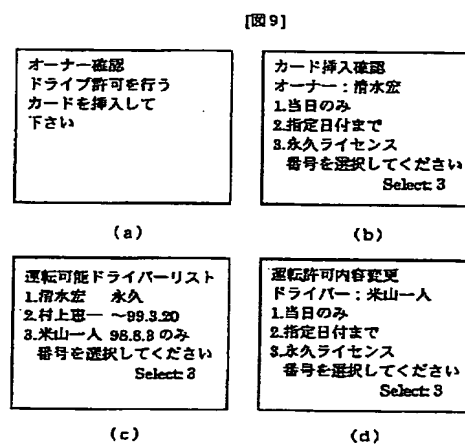 [図9]
オーナー確認
ドライブ許可を行う
カードを挿入して
下さい
(a)
カード挿入確認
オーナー：清水宏
1.当日のみ
2.指定日付まで
3.永久ライセンス
番号を選択してください
Select: 3
(b)
運転可能ドライバーリスト
1.清水宏 永久
2.村上恵一 ～99.3.20
3.米山一人 98.8.8 のみ
番号を選択してください
Select: 3
(c)
運転許可内容変更
ドライバー：米山一人
1.当日のみ
2.指定日付まで
3.永久ライセンス
番号を選択してください
Select: 3
(d)